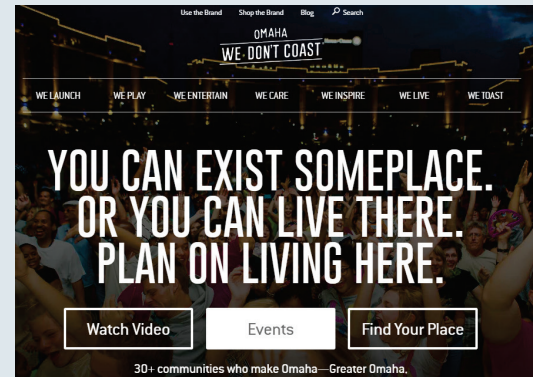 Use the Brand Shop the Brand Blog Search
OMAHA
WE DON'T COAST
WE LAUNCH WE PLAY WE ENTERTAIN WE CARE WE INSPIRE WE LIVE WE TOAST
YOU CAN EXIST SOMEPLACE.
OR YOU CAN LIVE THERE.
PLAN ON LIVING HERE.
Watch Video Events Find Your Place
30+ communities who make Omaha—Greater Omaha.